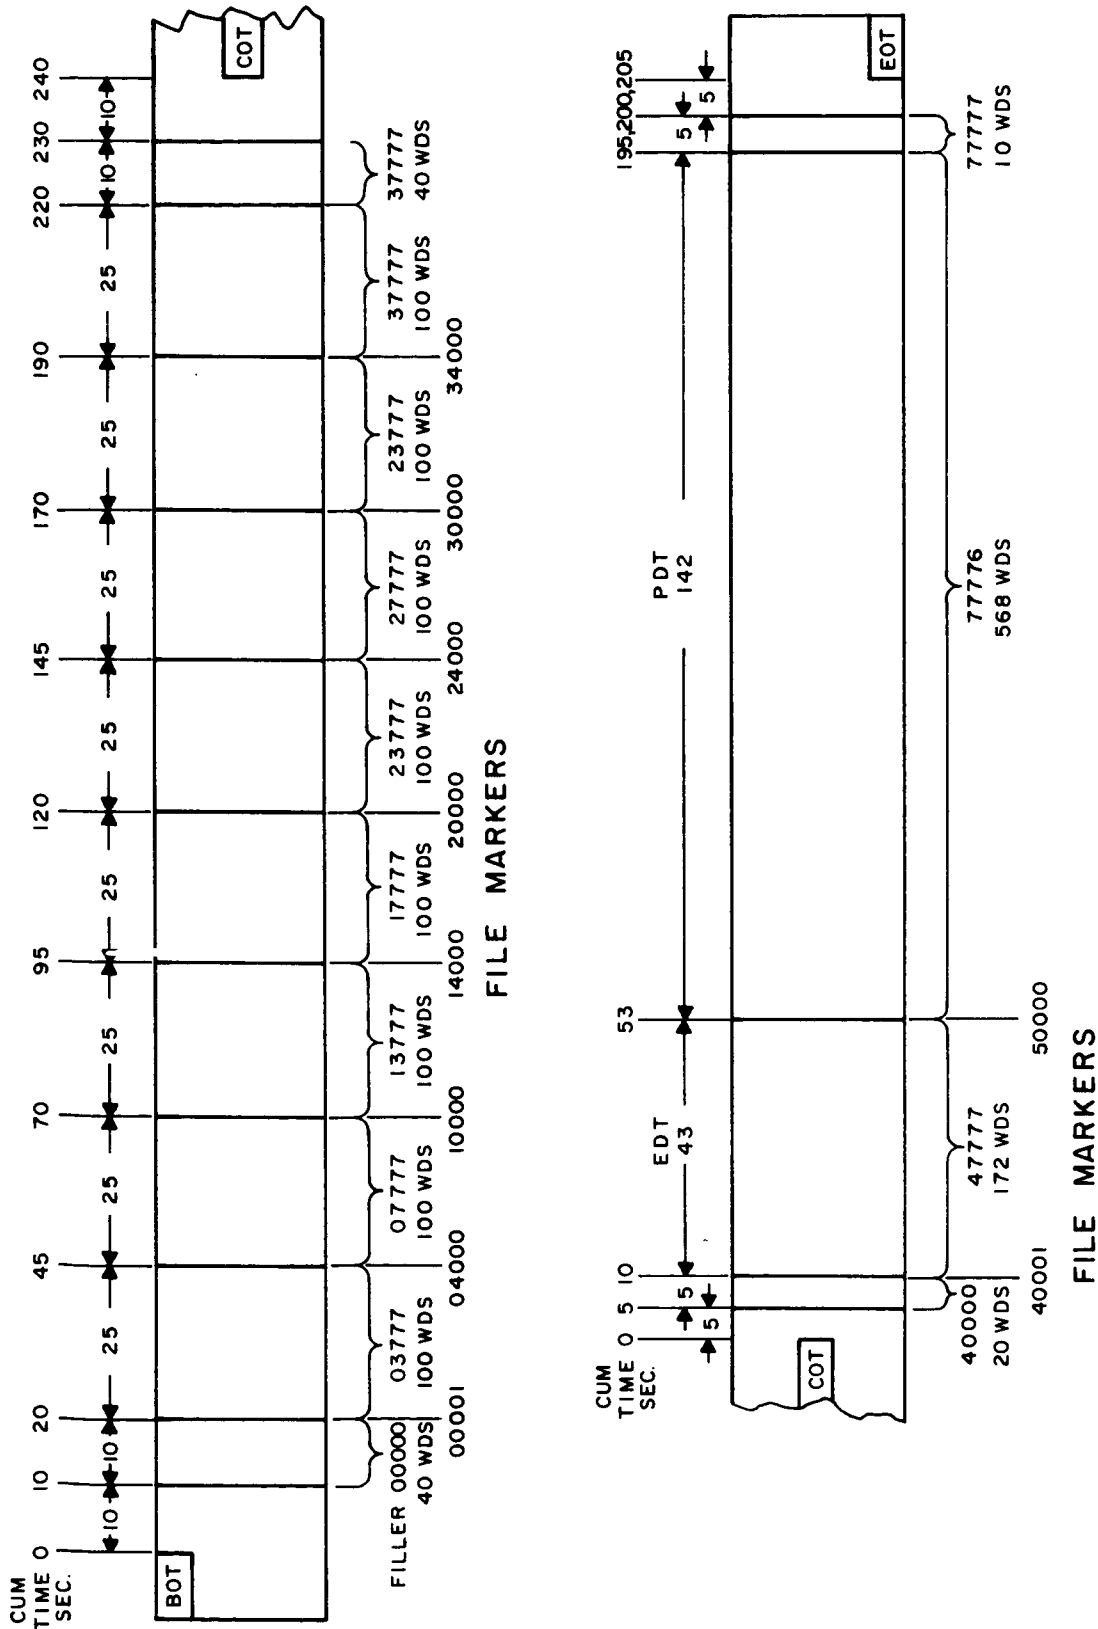 CUM
TIME
SEC.
0 10 20 45 70 95 120 145 170 190 220 230 240
10 10 25 25 25 25 25 25 25 25 10 10
BOT
COT
FILLER 00000
40 WDS
03777
100 WDS
07777
100 WDS
13777
100 WDS
17777
100 WDS
23777
100 WDS
27777
100 WDS
23777
100 WDS
37777
100 WDS
37777
40 WDS
00001 04000 10000 14000 20000 24000 30000 34000
FILE MARKERS
CUM
TIME
SEC.
0 5 10 53 195,200,205
5 5
EDT
43
PDT
142
5 5
COT
EOT
40000
20 WDS
47777
172 WDS
77776
568 WDS
77777
10 WDS
40001 50000
FILE MARKERS